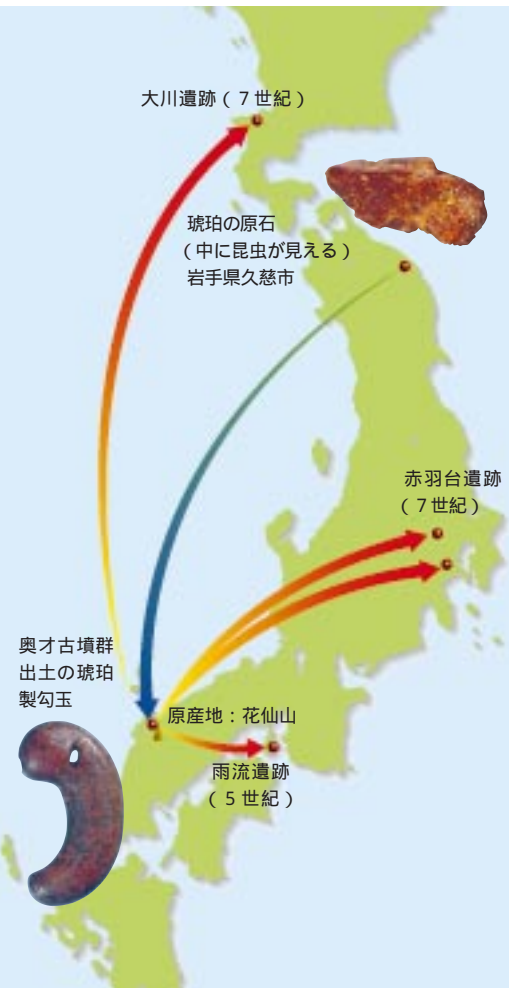 大川遺跡(7世紀)
琥珀の原石
(中に昆虫が見える)
岩手県久慈市
赤羽台遺跡
(7世紀)
奥才古墳群
出土の琥珀
製勾玉
原産地:花仙山
雨流遺跡
(5世紀)